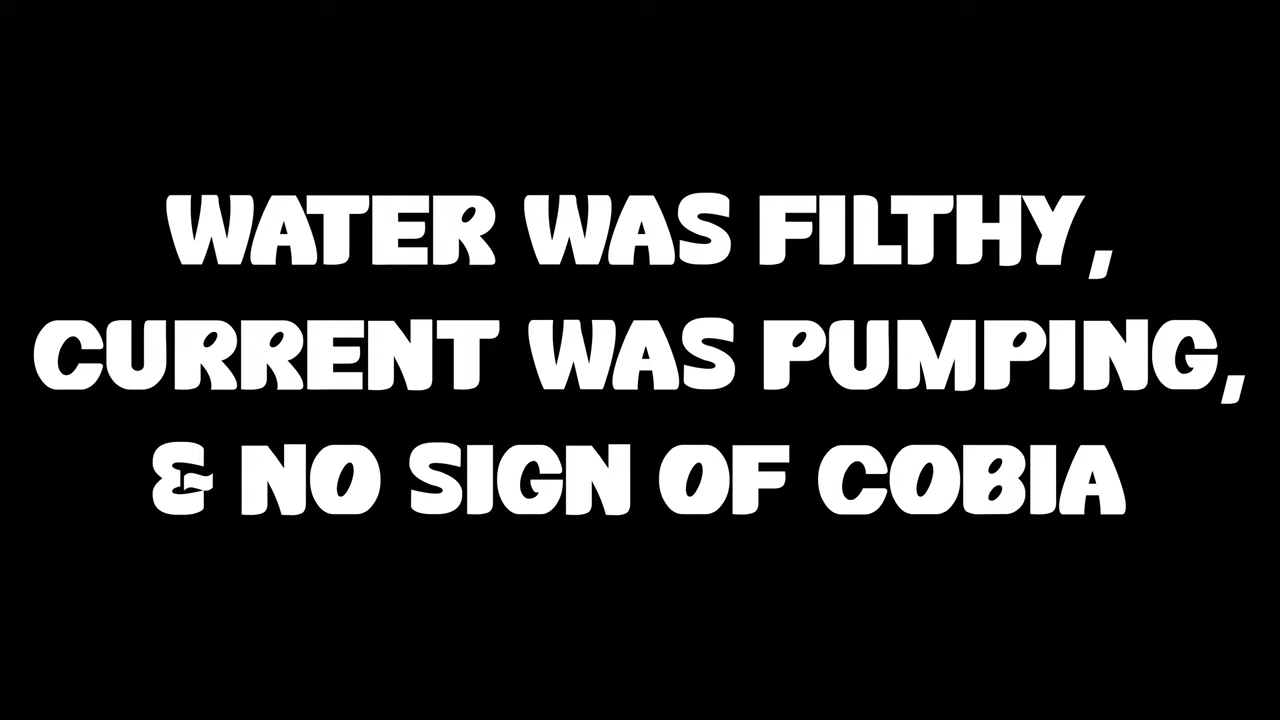 WATER WAS FILTHY,
CURRENT WAS PUMPING,
& NO SIGN OF COBIA